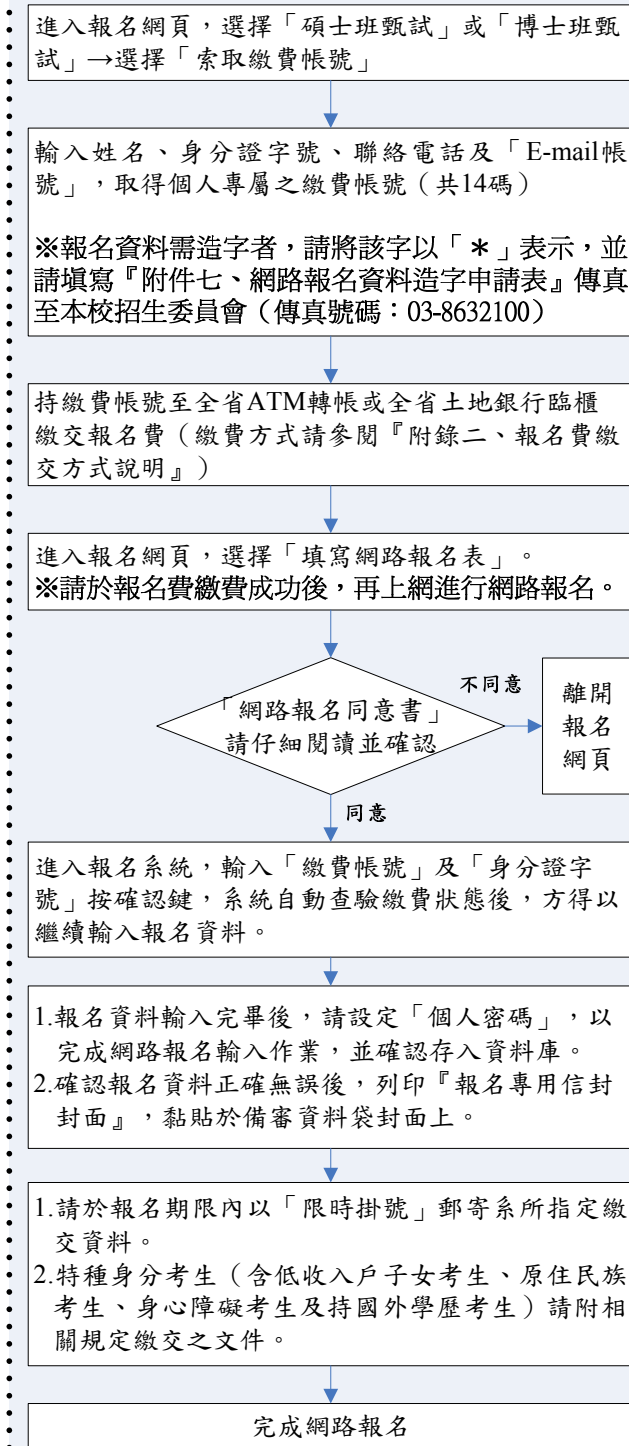 進入報名網頁，選擇「碩士班甄試」或「博士班甄
試」→選擇「索取繳費帳號」
輸入姓名、身分證字號、聯絡電話及「E-mail帳
號」，取得個人專屬之繳費帳號（共14碼）
※報名資料需造字者，請將該字以「＊」表示，並
請填寫『附件七、網路報名資料造字申請表』傳真
至本校招生委員會（傳真號碼：03-8632100）
持繳費帳號至全省ATM轉帳或全省土地銀行臨櫃
繳交報名費（繳費方式請參閱『附錄二、報名費繳
交方式說明』）
進入報名網頁，選擇「填寫網路報名表」。
※請於報名費繳費成功後，再上網進行網路報名。
「網路報名同意書」
請仔細閱讀並確認
不同意
離開
報名
網頁
同意
進入報名系統，輸入「繳費帳號」及「身分證字
號」按確認鍵，系統自動查驗繳費狀態後，方得以
繼續輸入報名資料。
1.報名資料輸入完畢後，請設定「個人密碼」，以
完成網路報名輸入作業，並確認存入資料庫。
2.確認報名資料正確無誤後，列印『報名專用信封
封面』，黏貼於備審資料袋封面上。
1.請於報名期限內以「限時掛號」郵寄系所指定繳
交資料。
2.特種身分考生（含低收入戶子女考生、原住民族
考生、身心障礙考生及持國外學歷考生）請附相
關規定繳交之文件。
完成網路報名